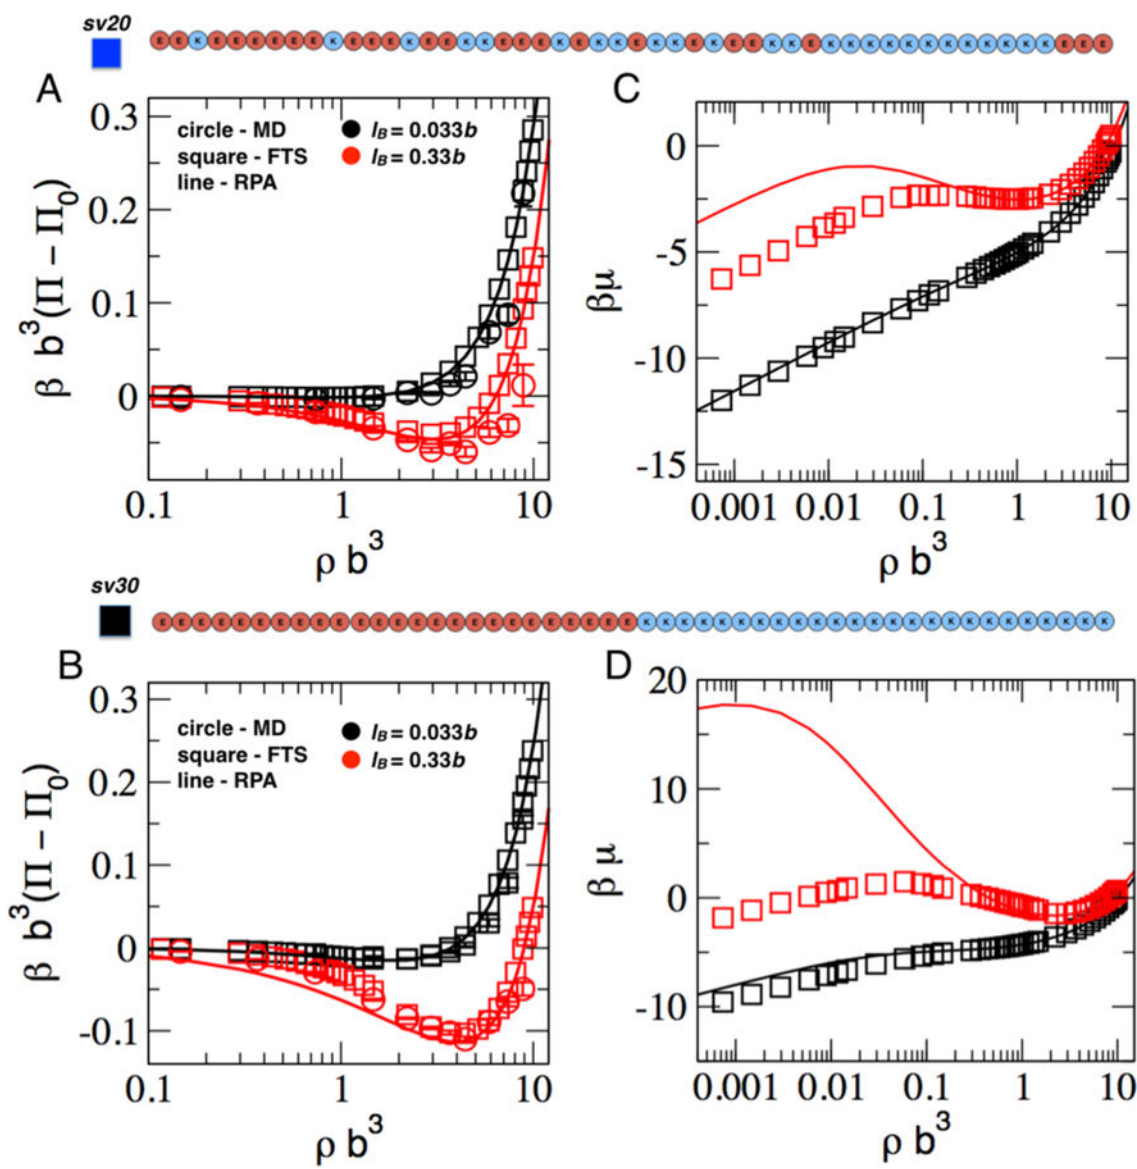 sv20
E E K E E E E E E K E E E K E E K K E E E K E K K E K K E K E E K K E K K K K K K K K K K K K E E E
A
0.3
0.2
0.1
0
β b³(Π − Π₀)
circle - MD
square - FTS
line - RPA
l_B = 0.033b
l_B = 0.33b
0.1 1 10
ρ b³
C
0
-5
-10
-15
βμ
0.001 0.01 0.1 1 10
ρ b³
sv30
E E E E E E E E E E E E E E E E E E E E E E E E E K K K K K K K K K K K K K K K K K K K K K K K K K
B
0.3
0.2
0.1
0
-0.1
β b³(Π − Π₀)
circle - MD
square - FTS
line - RPA
l_B = 0.033b
l_B = 0.33b
0.1 1 10
ρ b³
D
20
10
0
-10
β μ
0.001 0.01 0.1 1 10
ρ b³